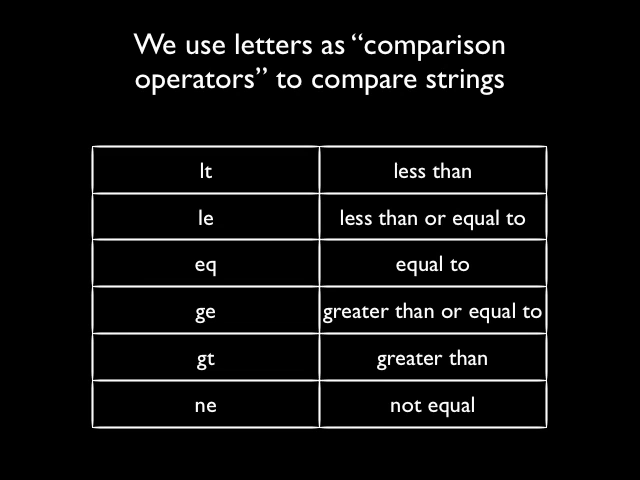 We use letters as “comparison
operators” to compare strings
lt less than
le less than or equal to
eq equal to
ge greater than or equal to
gt greater than
ne not equal